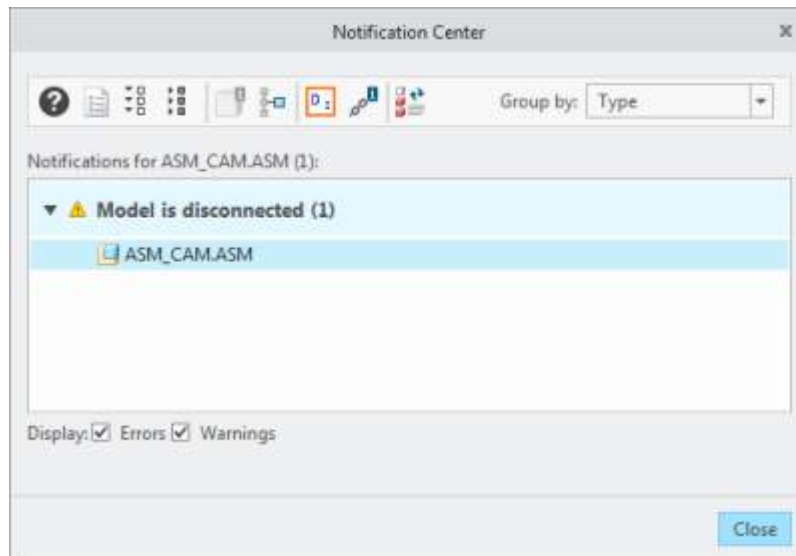 Notification Center
Group by: Type
Notifications for ASM_CAM.ASM (1):
Model is disconnected (1)
ASM_CAM.ASM
Display: Errors Warnings
Close